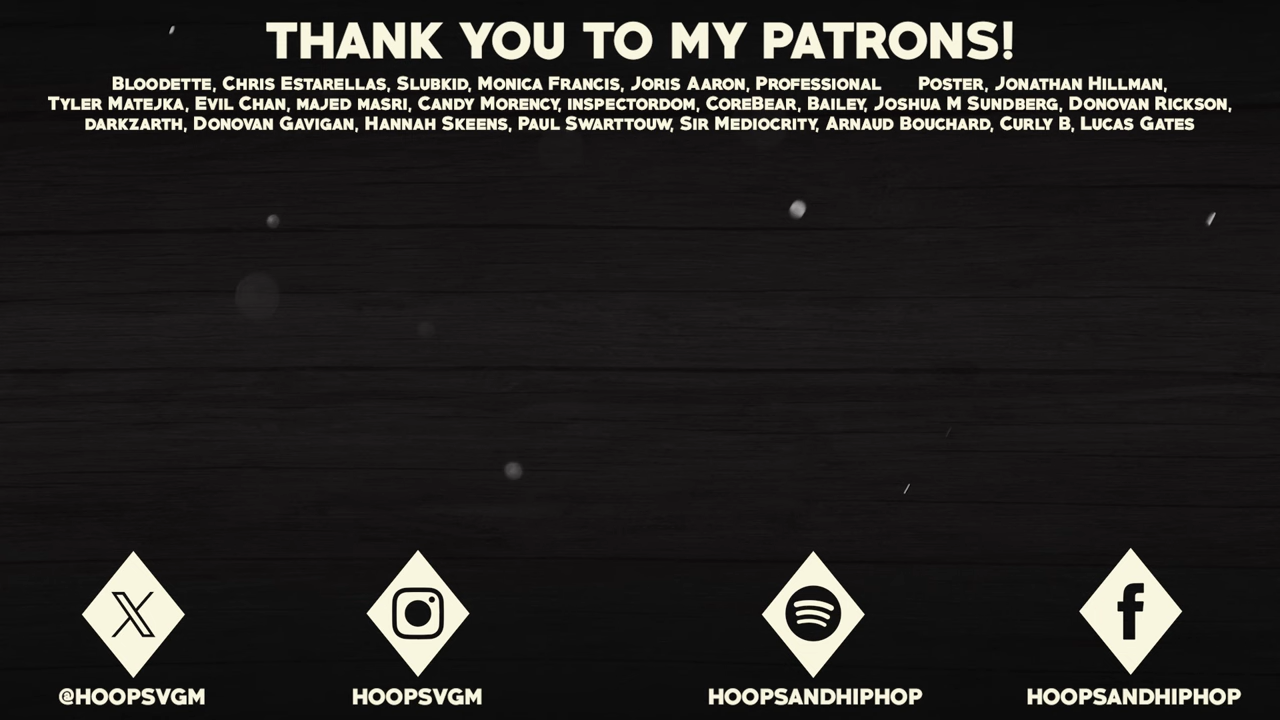 THANK YOU TO MY PATRONS!
Bloodette, Chris Estarellas, Slubkid, Monica Francis, Joris Aaron, Professional Poster, Jonathan Hillman,
Tyler Matejka, Evil Chan, majed masri, Candy Morency, inspectordom, CoreBear, Bailey, Joshua M Sundberg, Donovan Rickson,
darkzarth, Donovan Gavigan, Hannah Skeens, Paul Swarttouw, Sir Mediocrity, Arnaud Bouchard, Curly B, Lucas Gates
@HOOPSVGM
HOOPSVGM
HOOPSANDHIPHOP
HOOPSANDHIPHOP